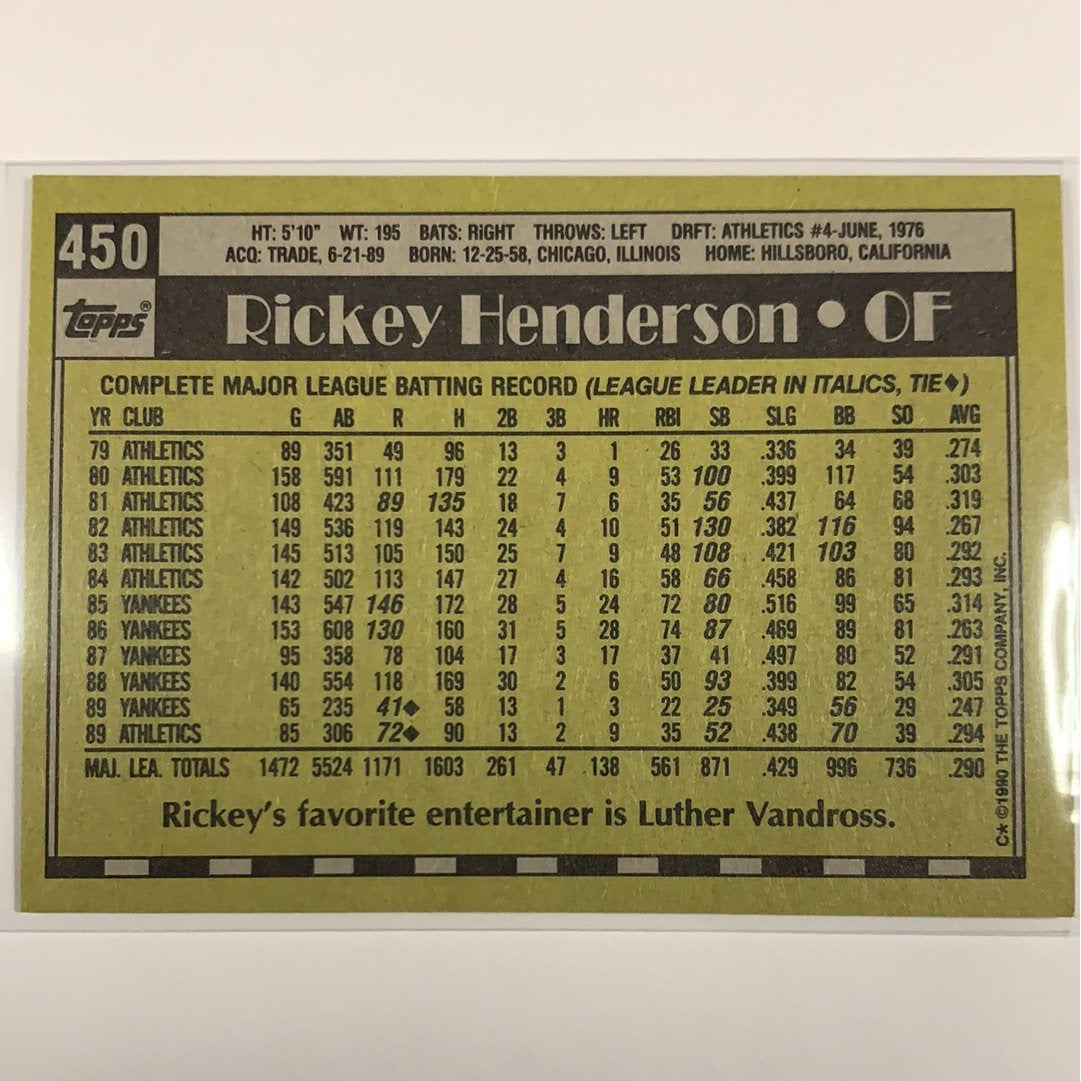 450
HT: 5'10" WT: 195 BATS: RIGHT THROWS: LEFT DRFT: ATHLETICS #4-JUNE, 1976
ACQ: TRADE, 6-21-89 BORN: 12-25-58, CHICAGO, ILLINOIS HOME: HILLSBORO, CALIFORNIA
TOPPS®
Rickey Henderson • OF
COMPLETE MAJOR LEAGUE BATTING RECORD (LEAGUE LEADER IN ITALICS, TIE♦)
YR CLUB G AB R H 2B 3B HR RBI SB SLG BB SO AVG
79 ATHLETICS 89 351 49 96 13 3 1 26 33 .336 34 39 .274
80 ATHLETICS 158 591 111 179 22 4 9 53 100 .399 117 54 .303
81 ATHLETICS 108 423 89 135 18 7 6 35 56 .437 64 68 .319
82 ATHLETICS 149 536 119 143 24 4 10 51 130 .382 116 94 .267
83 ATHLETICS 145 513 105 150 25 7 9 48 108 .421 103 80 .292
84 ATHLETICS 142 502 113 147 27 4 16 58 66 .458 86 81 .293
85 YANKEES 143 547 146 172 28 5 24 72 80 .516 99 65 .314
86 YANKEES 153 608 130 160 31 5 28 74 87 .469 89 81 .263
87 YANKEES 95 358 78 104 17 3 17 37 41 .497 80 52 .291
88 YANKEES 140 554 118 169 30 2 6 50 93 .399 82 54 .305
89 YANKEES 65 235 41♦ 58 13 1 3 22 25 .349 56 29 .247
89 ATHLETICS 85 306 72♦ 90 13 2 9 35 52 .438 70 39 .294
MAJ. LEA. TOTALS 1472 5524 1171 1603 261 47 138 561 871 .429 996 736 .290
Rickey's favorite entertainer is Luther Vandross.
C* ©1990 THE TOPPS COMPANY, INC.